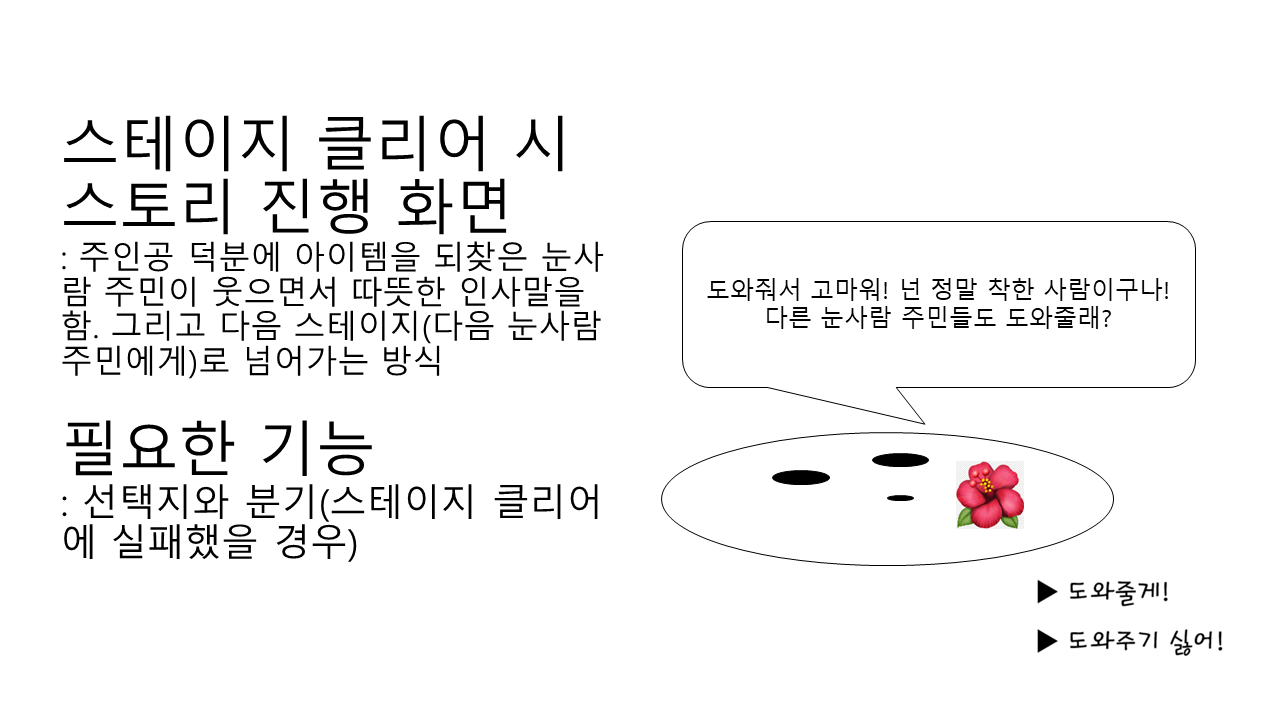 스테이지 클리어 시
스토리 진행 화면
: 주인공 덕분에 아이템을 되찾은 눈사
람 주민이 웃으면서 따뜻한 인사말을
함. 그리고 다음 스테이지(다음 눈사람
주민에게)로 넘어가는 방식
필요한 기능
: 선택지와 분기(스테이지 클리어
에 실패했을 경우)
도와줘서 고마워! 넌 정말 착한 사람이구나!
다른 눈사람 주민들도 도와줄래?
▶ 도와줄게!
▶ 도와주기 싫어!